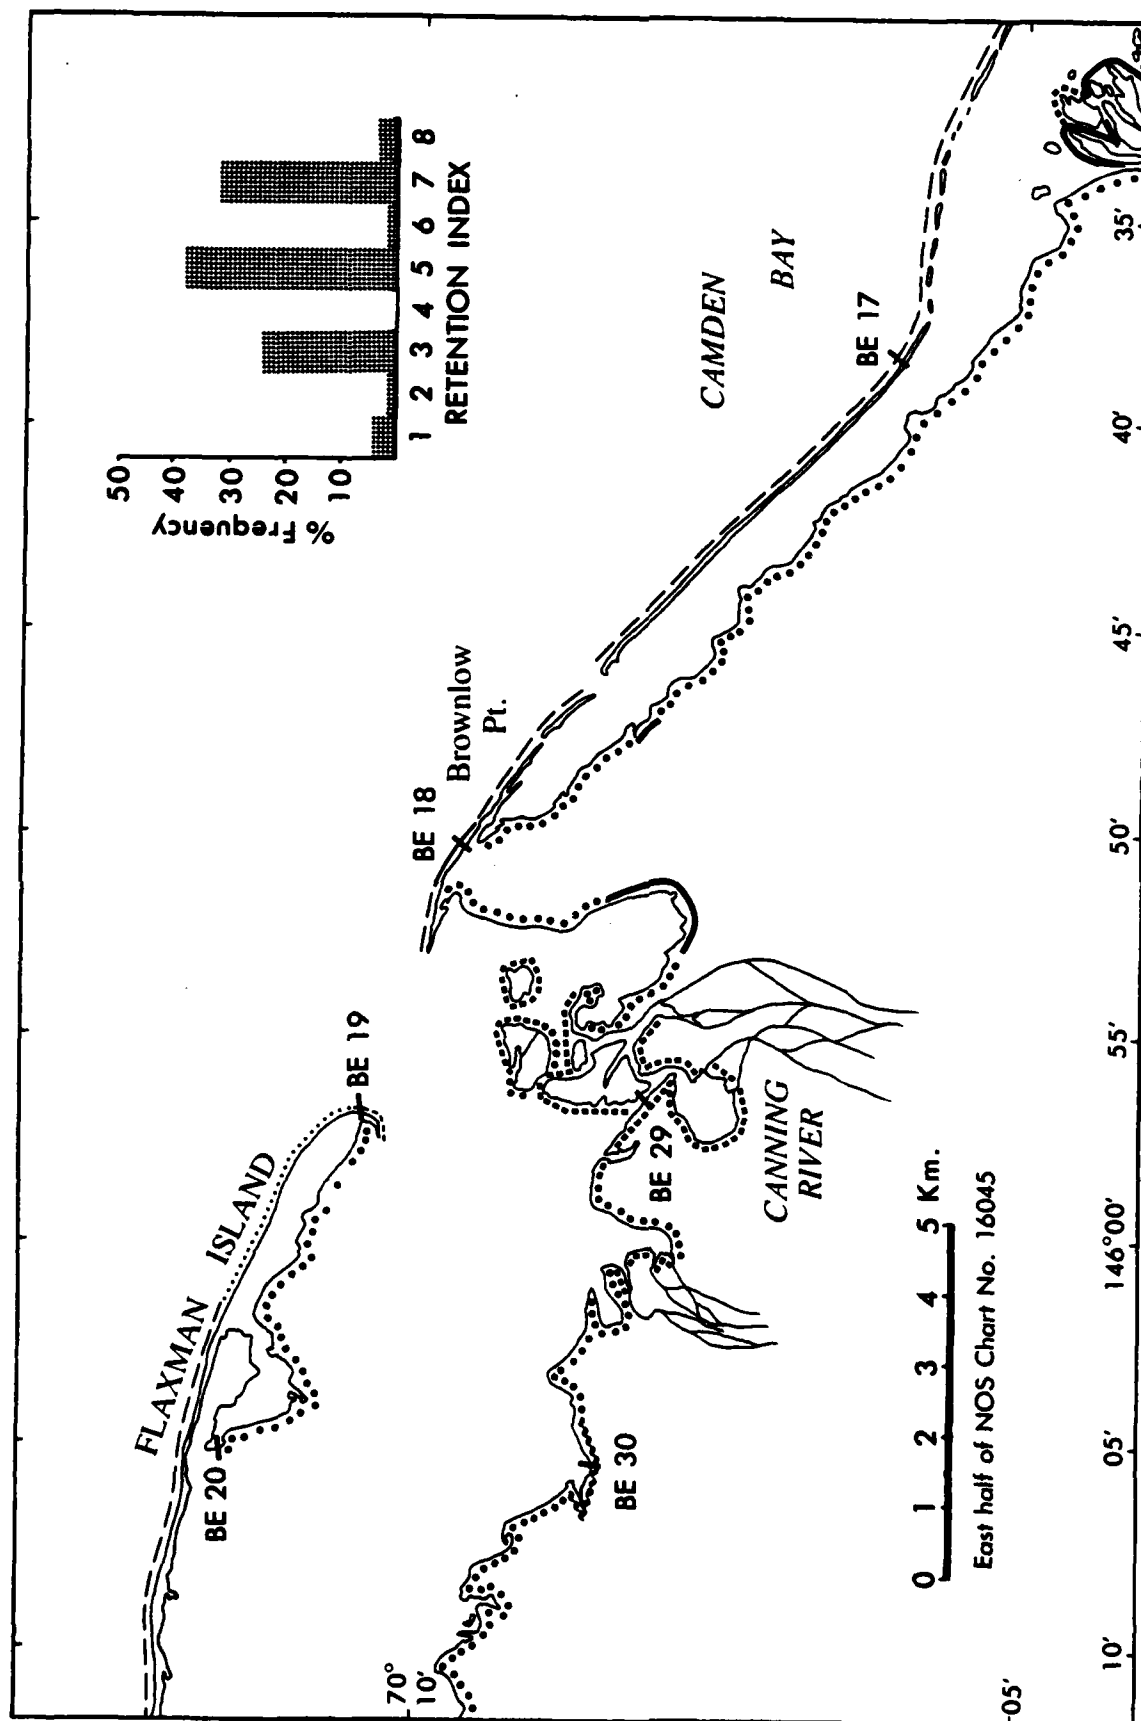 50
40
30
20
10
% Frequency
1 2 3 4 5 6 7 8
RETENTION INDEX
FLAXMAN ISLAND
BE 20
BE 19
BE 18
Brownlow
Pt.
CAMDEN
BAY
BE 17
BE 30
BE 29
CANNING
RIVER
70°
10'
05'
0 1 2 3 4 5 Km.
East half of NOS Chart No. 16045
10' 05' 146°00' 55' 50' 45' 40' 35'